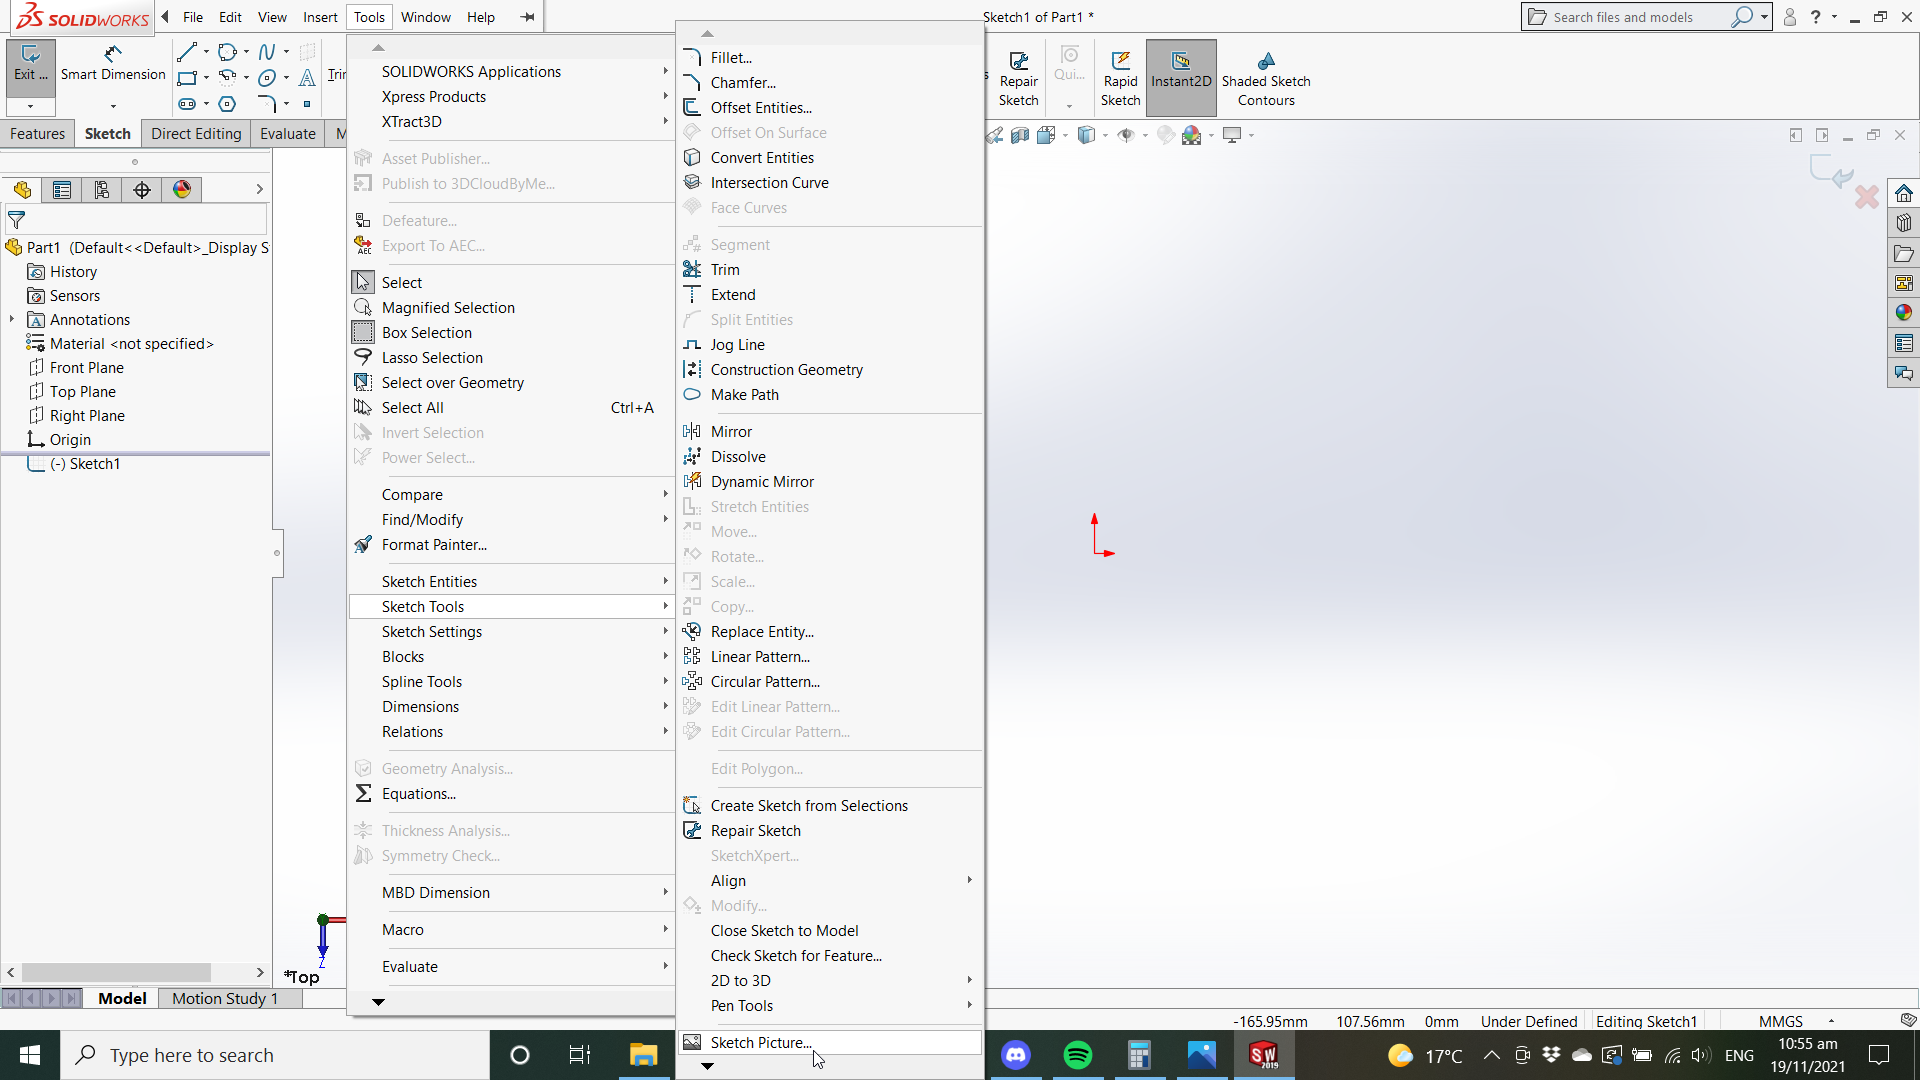 SOLIDWORKS File Edit View Insert Tools Window Help Sketch1 of Part1 * Search files and models ?
Exit ... Smart Dimension Repair Sketch Qui... Rapid Sketch Instant2D Shaded Sketch Contours
Features Sketch Direct Editing Evaluate M
Part1 (Default<<Default>_Display S
History
Sensors
Annotations
Material <not specified>
Front Plane
Top Plane
Right Plane
Origin
(-) Sketch1
SOLIDWORKS Applications
Xpress Products
XTract3D
Asset Publisher...
Publish to 3DCloudByMe...
Defeature...
Export To AEC...
Select
Magnified Selection
Box Selection
Lasso Selection
Select over Geometry
Select All Ctrl+A
Invert Selection
Power Select...
Compare
Find/Modify
Format Painter...
Sketch Entities
Sketch Tools
Sketch Settings
Blocks
Spline Tools
Dimensions
Relations
Geometry Analysis...
Equations...
Thickness Analysis...
Symmetry Check...
MBD Dimension
Macro
Evaluate
Fillet...
Chamfer...
Offset Entities...
Offset On Surface
Convert Entities
Intersection Curve
Face Curves
Segment
Trim
Extend
Split Entities
Jog Line
Construction Geometry
Make Path
Mirror
Dissolve
Dynamic Mirror
Stretch Entities
Move...
Rotate...
Scale...
Copy...
Replace Entity...
Linear Pattern...
Circular Pattern...
Edit Linear Pattern...
Edit Circular Pattern...
Edit Polygon...
Create Sketch from Selections
Repair Sketch
SketchXpert...
Align
Modify...
Close Sketch to Model
Check Sketch for Feature...
2D to 3D
Pen Tools
Sketch Picture...
Z
*Top
Model Motion Study 1
-165.95mm 107.56mm 0mm Under Defined Editing Sketch1 MMGS
Type here to search
SW 2019
17°C ENG
10:55 am
19/11/2021